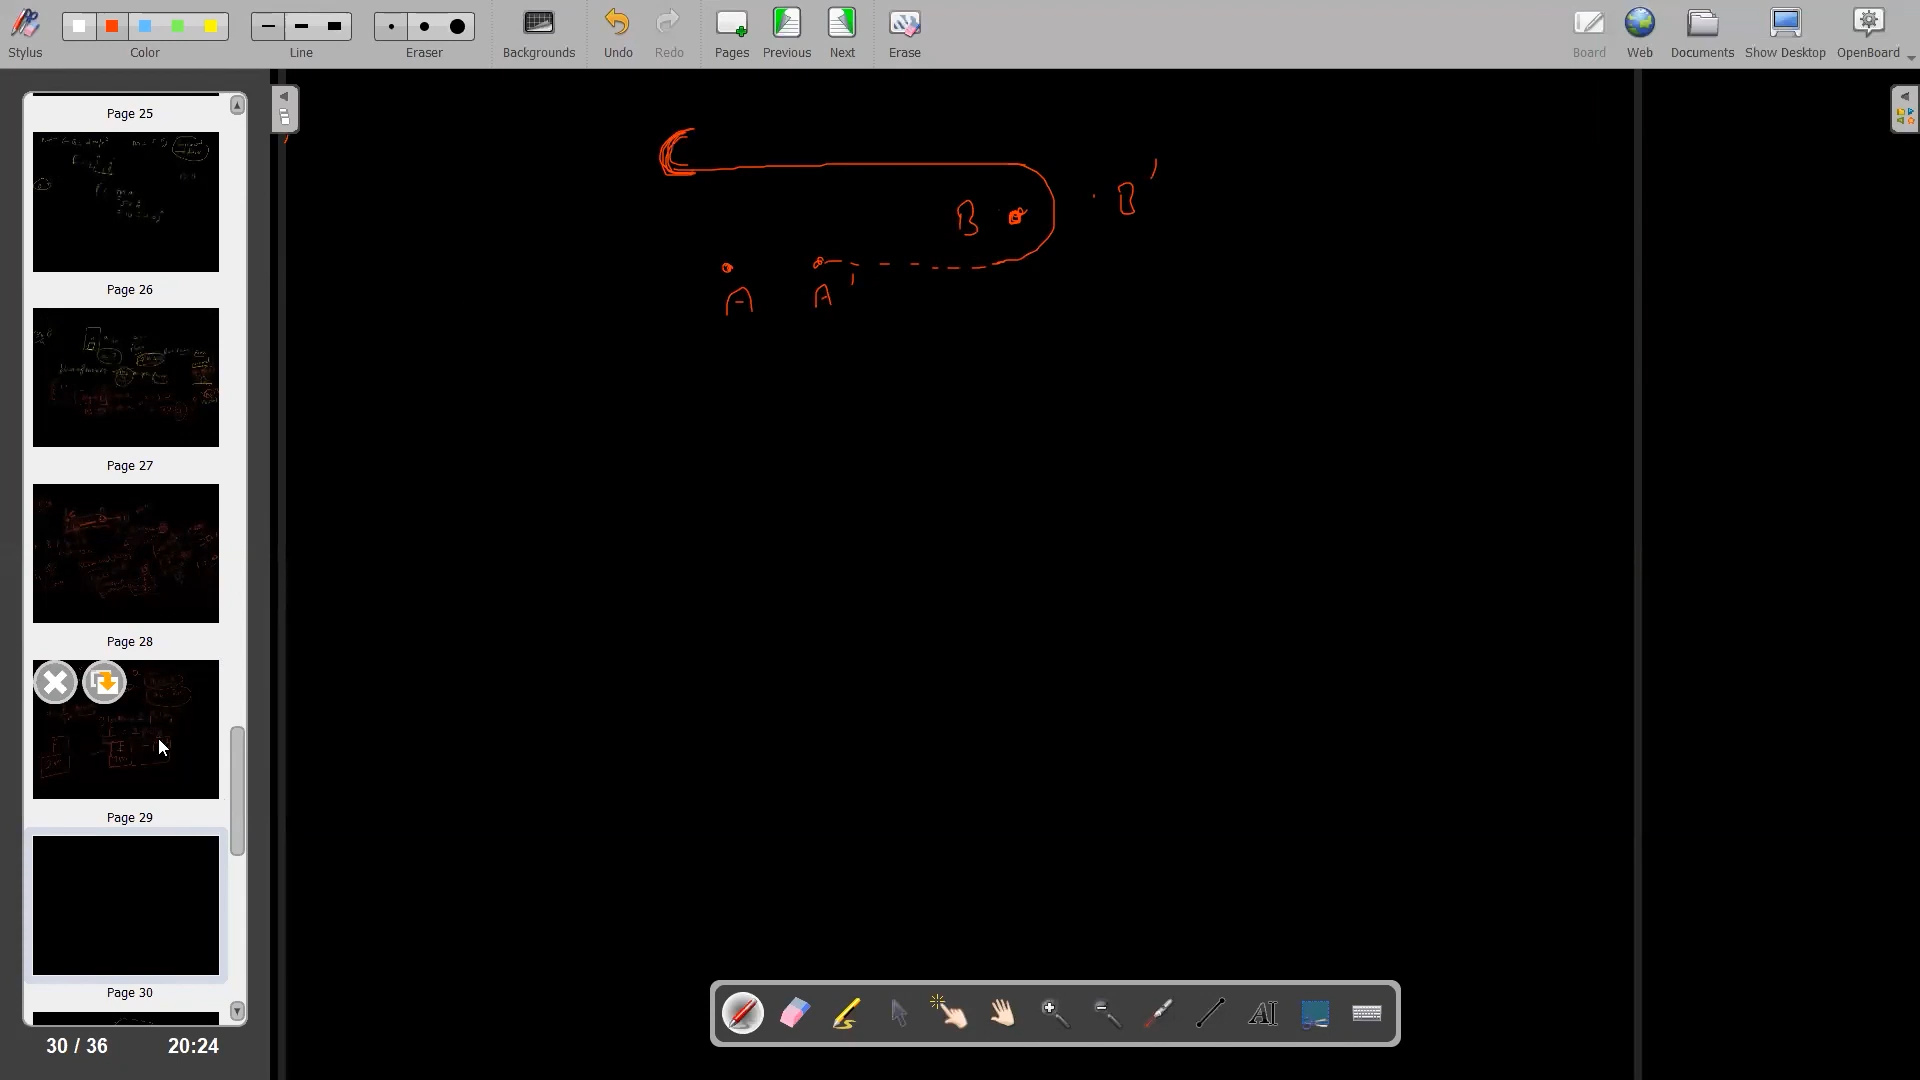 Stylus
Color
Line
Eraser
Backgrounds
Undo
Redo
Pages
Previous
Next
Erase
Board
Web
Documents
Show Desktop
OpenBoard
Page 25
Page 26
Page 27
Page 28
Page 29
Page 30
30 / 36
20:24
B
B'
A
A'
AI